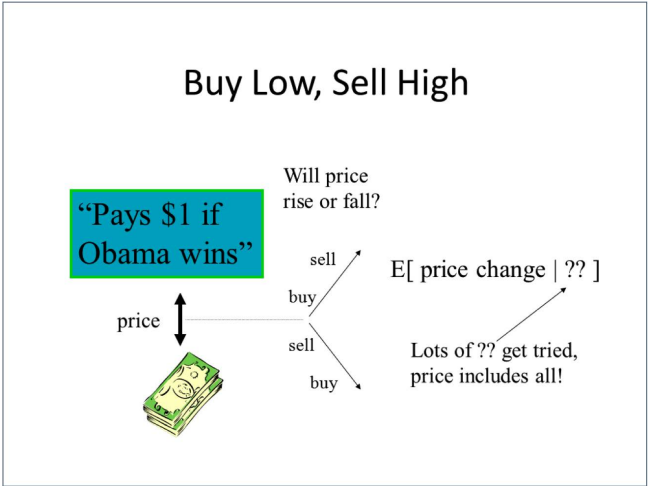 Buy Low, Sell High
Will price
rise or fall?
“Pays $1 if
Obama wins”
sell
E[ price change | ?? ]
buy
price
sell
Lots of ?? get tried,
price includes all!
buy